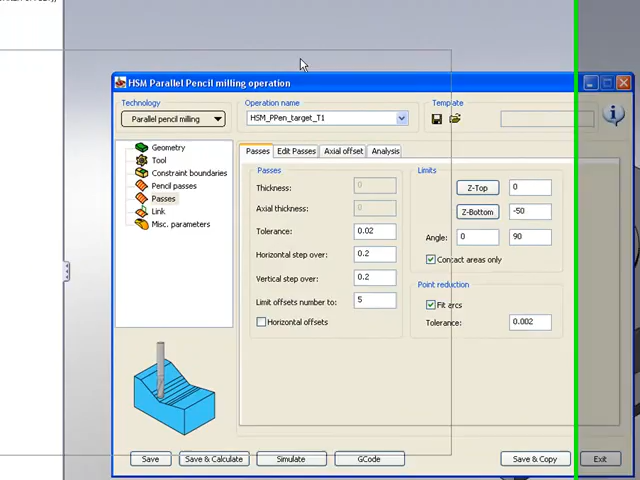 HSM Parallel Pencil milling operation
Technology
Operation name
Template
Parallel pencil milling
HSM_PPen_target_T1
Geometry
Tool
Constraint boundaries
Pencil passes
Passes
Link
Misc. parameters
Passes
Edit Passes
Axial offset
Analysis
Passes
Thickness: 0
Axial thickness: 0
Tolerance: 0.02
Horizontal step over: 0.2
Vertical step over: 0.2
Limit offsets number to: 5
Horizontal offsets
Limits
Z-Top 0
Z-Bottom -50
Angle: 0 90
Contact areas only
Point reduction
Fit arcs
Tolerance: 0.002
Save
Save & Calculate
Simulate
GCode
Save & Copy
Exit